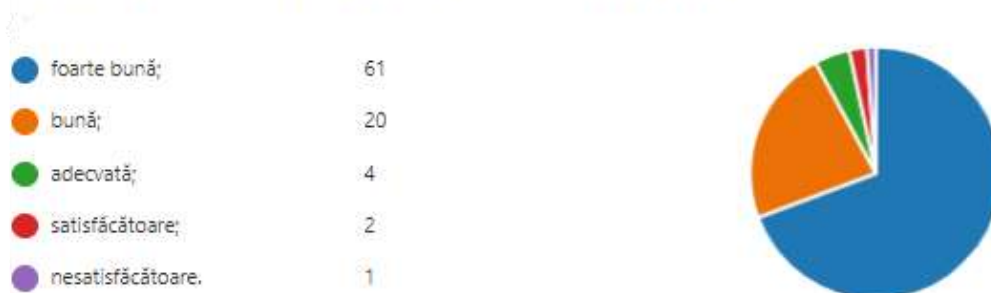 foarte bună; 61
bună; 20
adecvată; 4
satisfăcătoare; 2
nesatisfăcătoare. 1